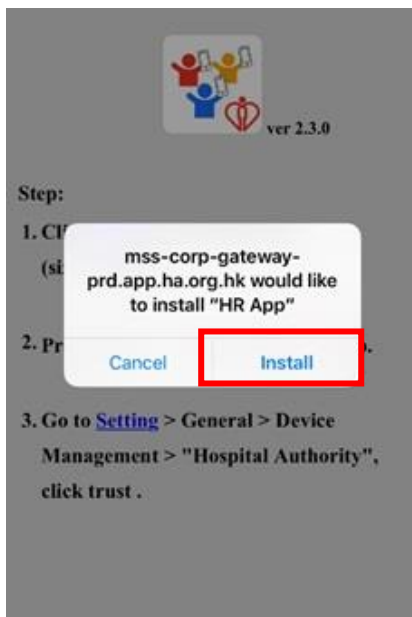 ver 2.3.0
Step:
1. Cl
(si
mss-corp-gateway-
prd.app.ha.org.hk would like
to install "HR App"
2. Pr
Cancel
Install
3. Go to Setting > General > Device
Management > "Hospital Authority",
click trust .